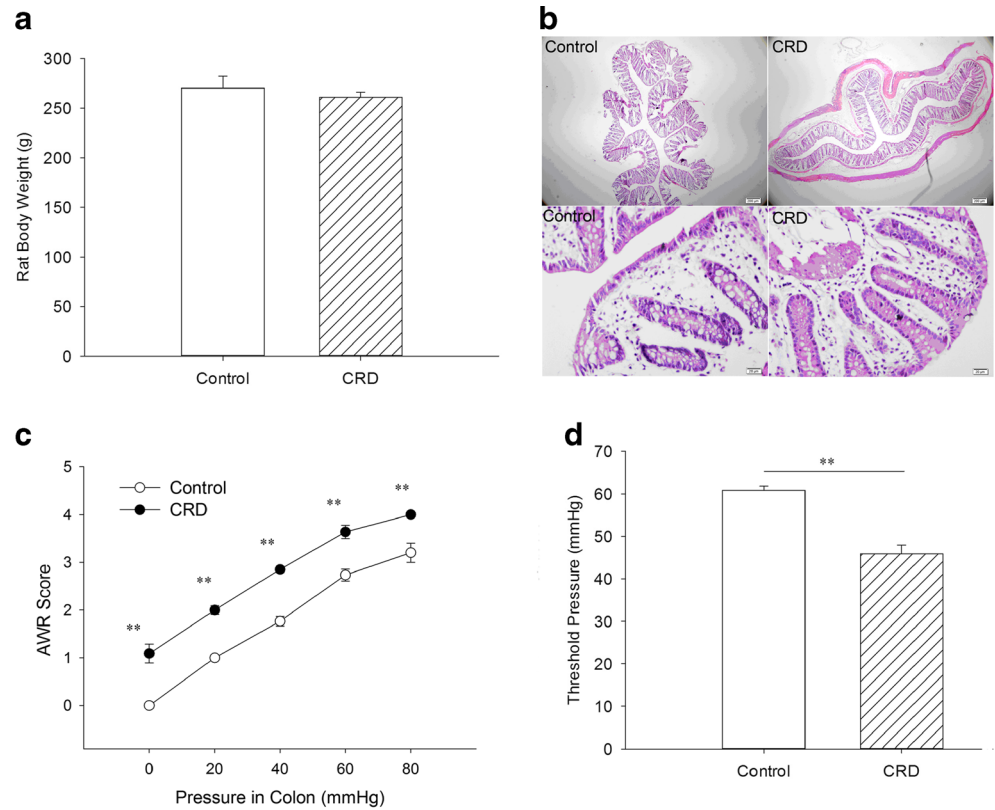 a
300
250
200
150
100
50
0
Rat Body Weight (g)
Control
CRD
b
Control
CRD
Control
CRD
c
5
4
3
2
1
0
AWR Score
Control
CRD
**
**
**
**
**
0
20
40
60
80
Pressure in Colon (mmHg)
d
70
60
50
40
30
20
10
0
Threshold Pressure (mmHg)
**
Control
CRD